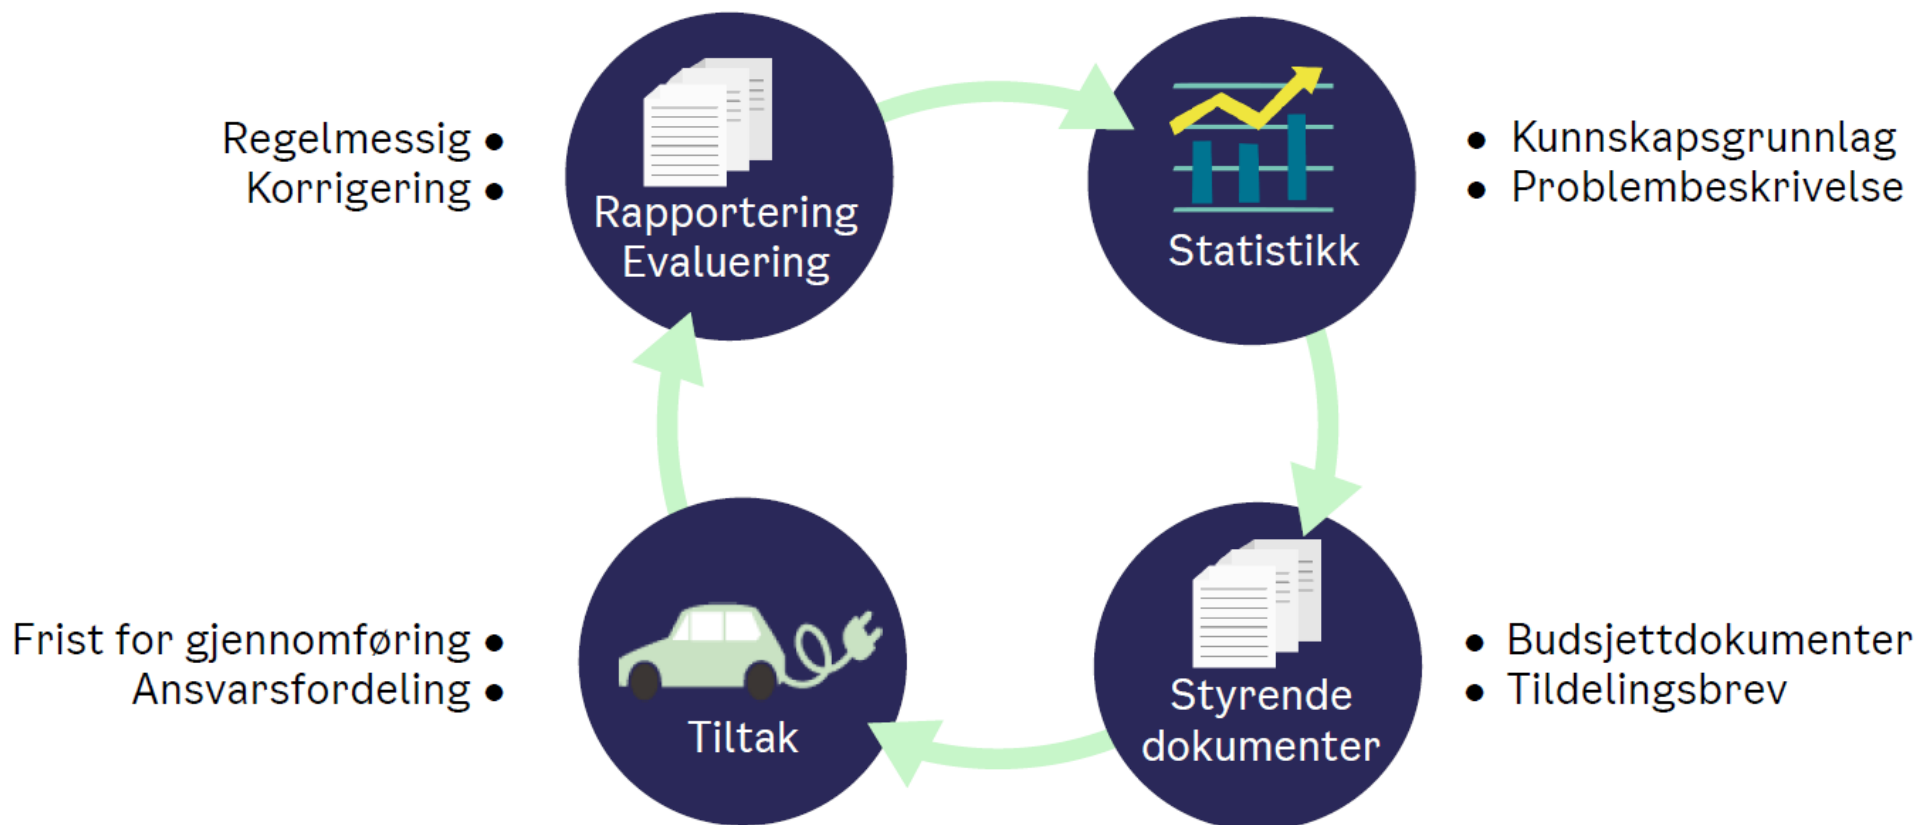 Regelmessig •
Korrigering •
Rapportering
Evaluering
Statistikk
• Kunnskapsgrunnlag
• Problembeskrivelse
Frist for gjennomføring •
Ansvarsfordeling •
Tiltak
Styrende
dokumenter
• Budsjettdokumenter
• Tildelingsbrev